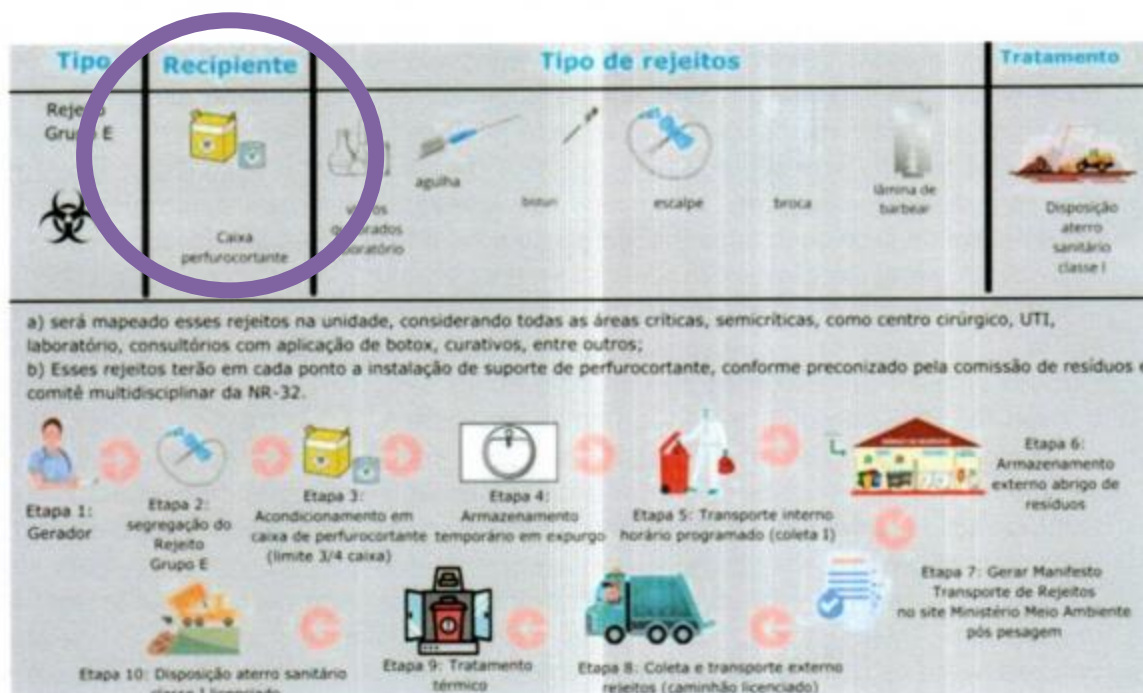 Tipo
Recipiente
Tipo de rejeitos
Tratamento
Rejeito
Grupo E
Caixa
perfurocortante
agulha
escalpe
broca
lâmina de
barbear
Disposição
aterro
sanitário
classe I
a) será mapeado esses rejeitos na unidade, considerando todas as áreas críticas, semicríticas, como centro cirúrgico, UTI,
laboratório, consultórios com aplicação de botox, curativos, entre outros;
b) Esses rejeitos terão em cada ponto a instalação de suporte de perfurocortante, conforme preconizado pela comissão de resíduos e
comitê multidisciplinar da NR-32.
Etapa 1:
Gerador
Etapa 2:
segregação do
Rejeito
Grupo E
Etapa 3:
Acondicionamento em
caixa de perfurocortante
(limite 3/4 caixa)
Etapa 4:
Armazenamento
temporário em expurgo
Etapa 5: Transporte interno
horário programado (coleta I)
Etapa 6:
Armazenamento
externo abrigo de
resíduos
Etapa 7: Gerar Manifesto
Transporte de Rejeitos
no site Ministério Meio Ambiente
pós pesagem
Etapa 8: Coleta e transporte externo
rejeitos (caminhão licenciado)
Etapa 9: Tratamento
térmico
Etapa 10: Disposição aterro sanitário
classe I licenciado